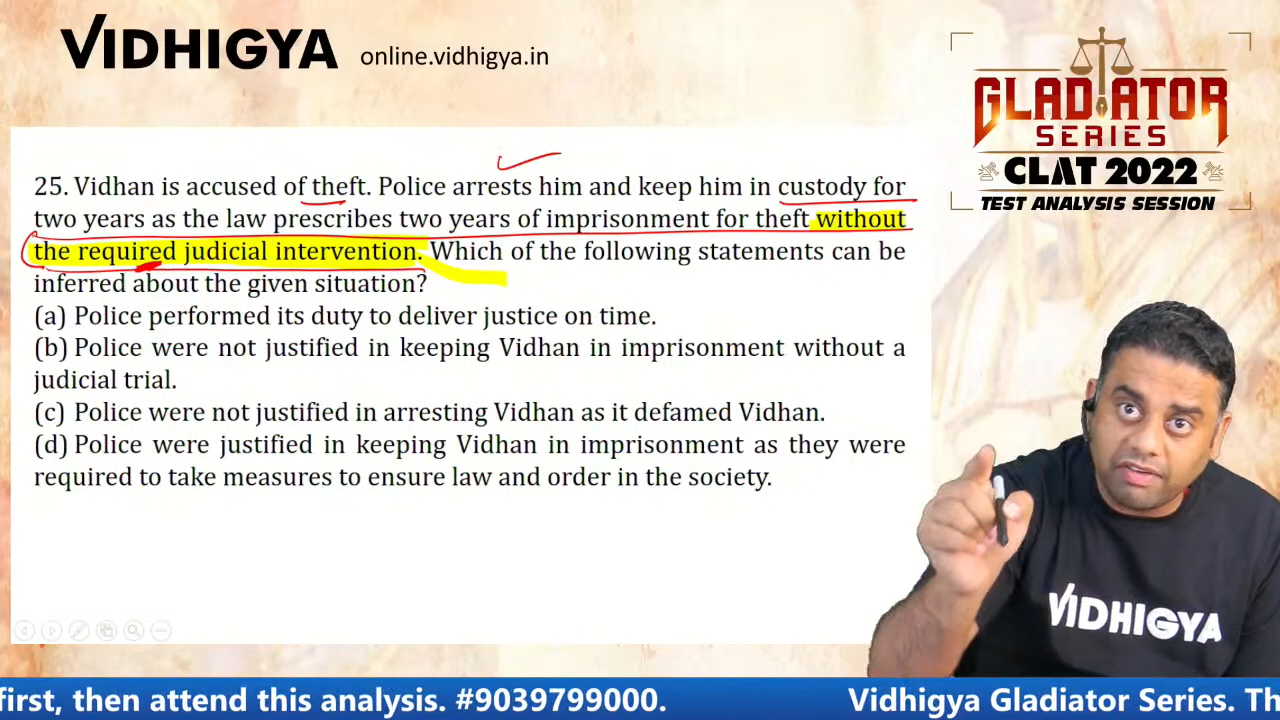 VIDHIGYA online.vidhigya.in
GLADIATOR
SERIES
CLAT 2022
TEST ANALYSIS SESSION
25. Vidhan is accused of theft. Police arrests him and keep him in custody for
two years as the law prescribes two years of imprisonment for theft without
the required judicial intervention. Which of the following statements can be
inferred about the given situation?
(a) Police performed its duty to deliver justice on time.
(b) Police were not justified in keeping Vidhan in imprisonment without a
judicial trial.
(c) Police were not justified in arresting Vidhan as it defamed Vidhan.
(d) Police were justified in keeping Vidhan in imprisonment as they were
required to take measures to ensure law and order in the society.
VIDHIGYA
first, then attend this analysis. #9039799000. Vidhigya Gladiator Series. Th